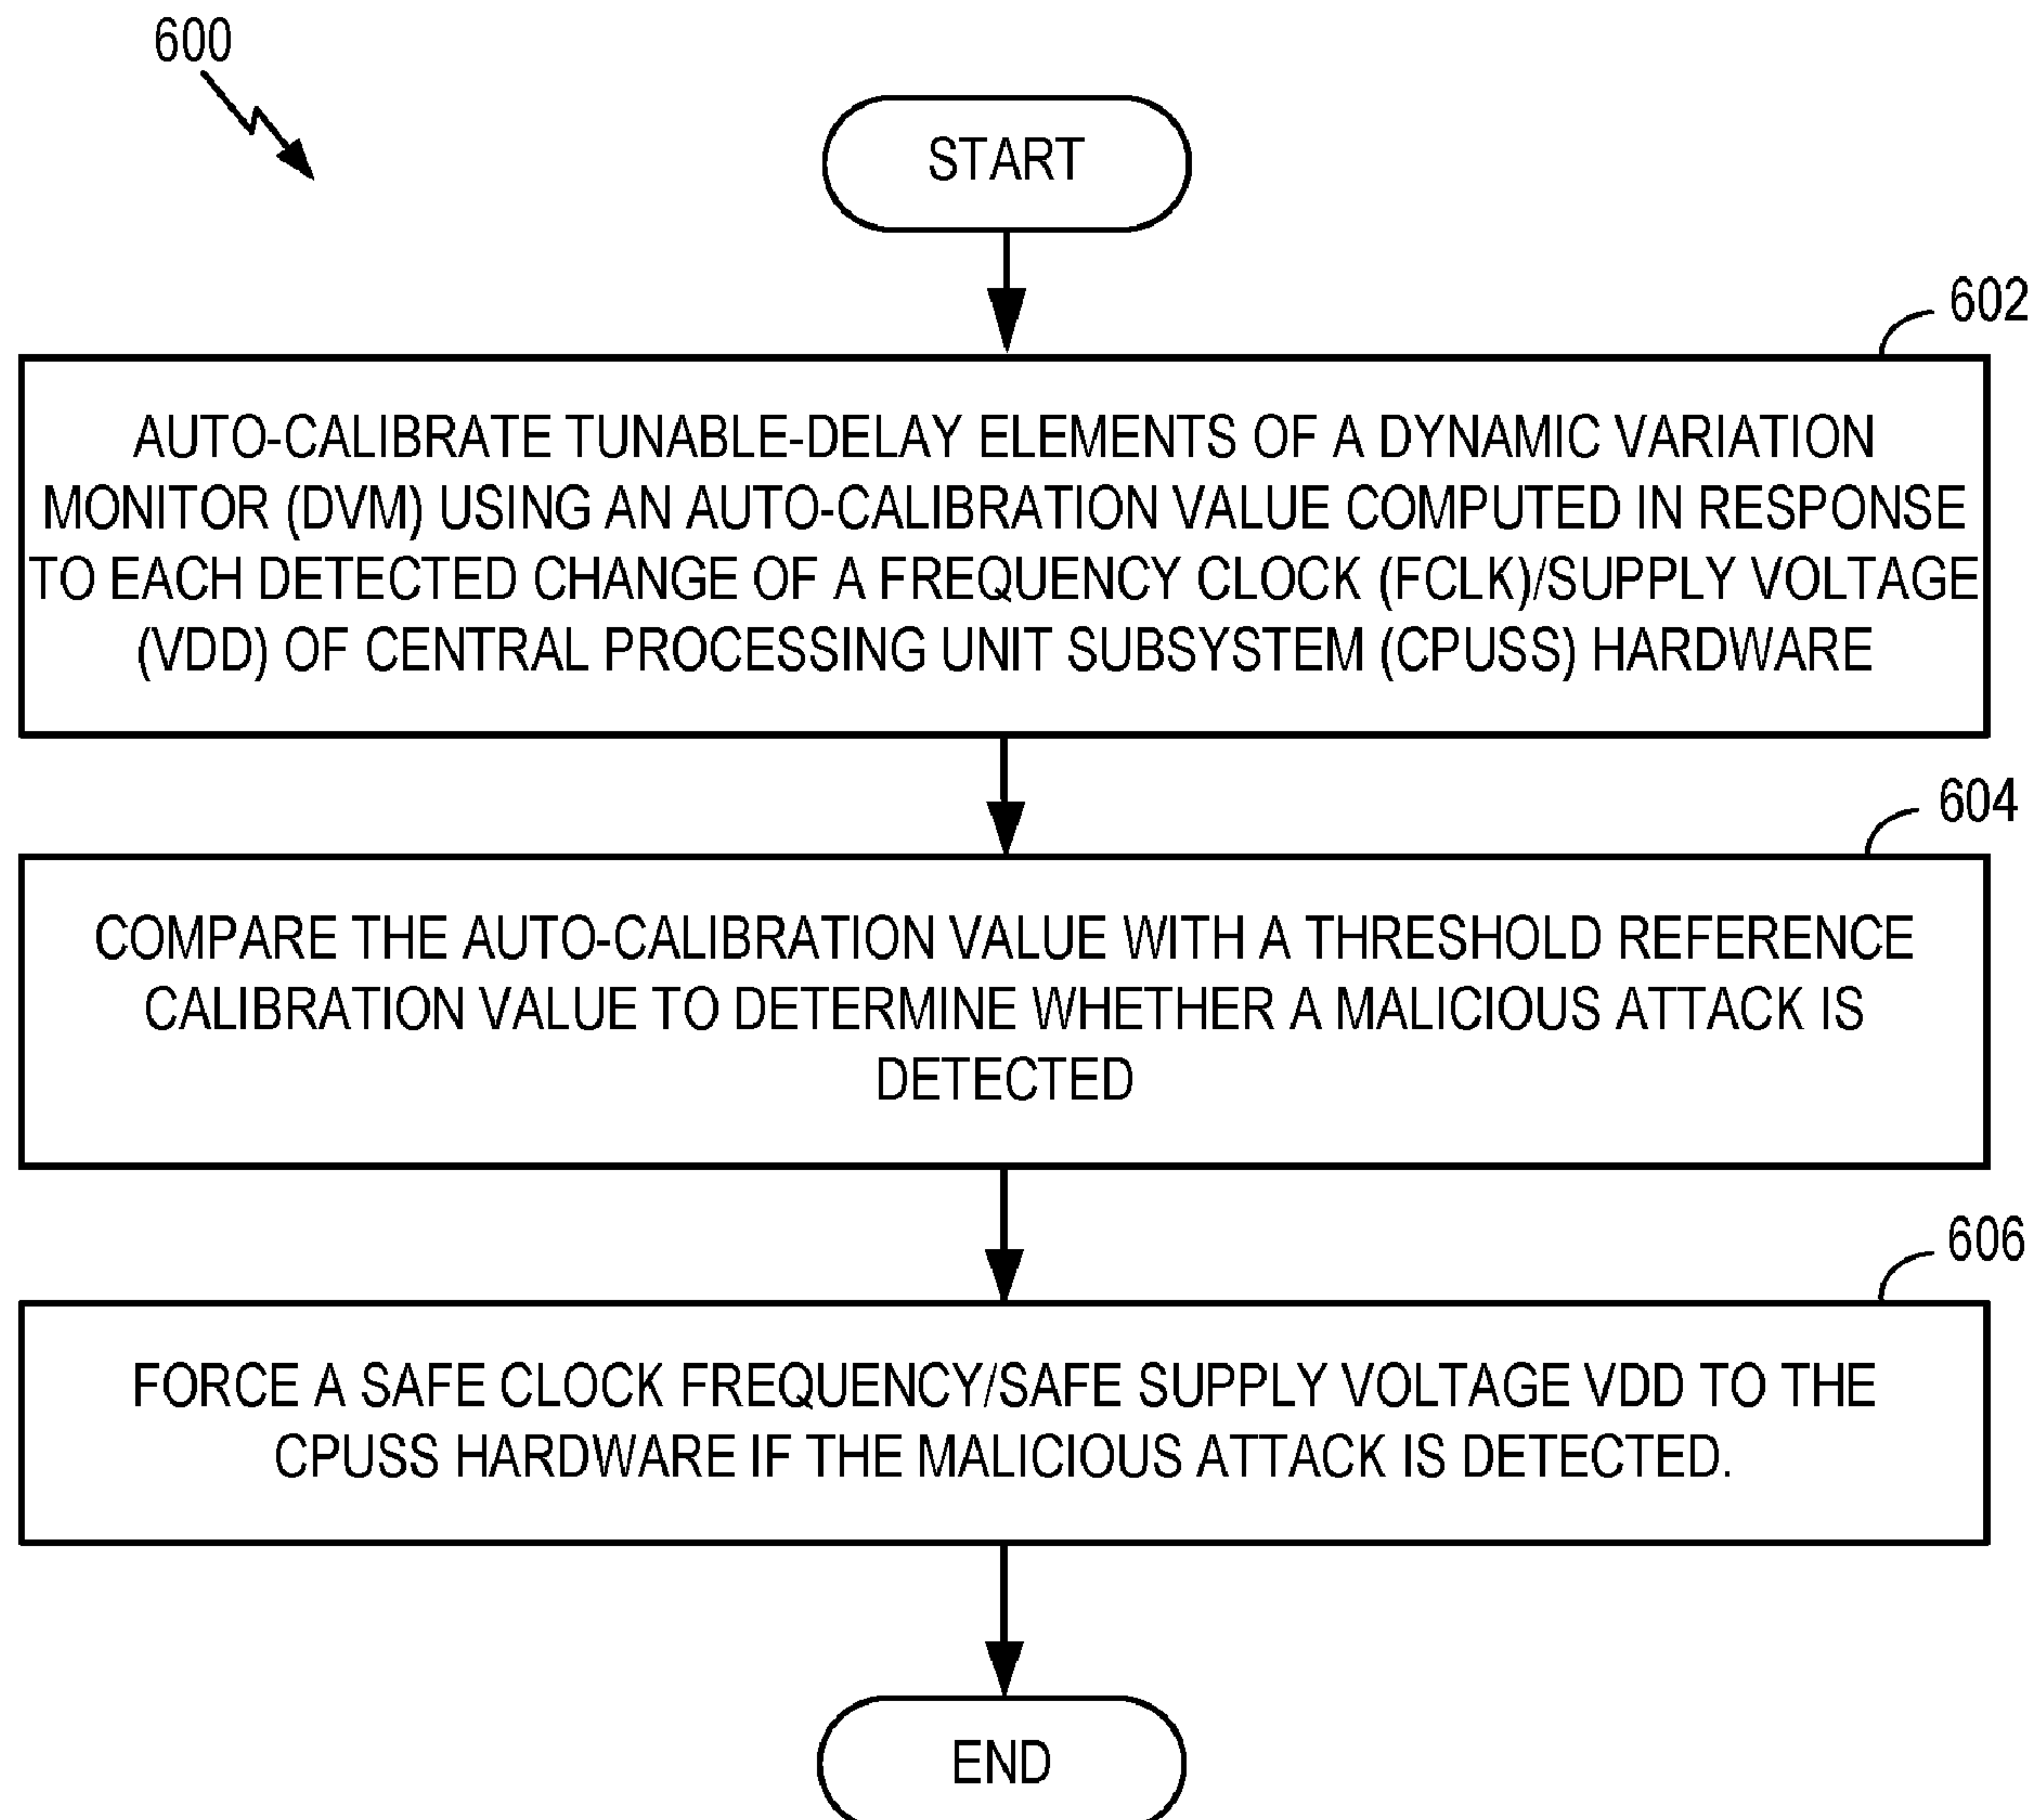 600
START
602
AUTO-CALIBRATE TUNABLE-DELAY ELEMENTS OF A DYNAMIC VARIATION
MONITOR (DVM) USING AN AUTO-CALIBRATION VALUE COMPUTED IN RESPONSE
TO EACH DETECTED CHANGE OF A FREQUENCY CLOCK (FCLK)/SUPPLY VOLTAGE
(VDD) OF CENTRAL PROCESSING UNIT SUBSYSTEM (CPUSS) HARDWARE
604
COMPARE THE AUTO-CALIBRATION VALUE WITH A THRESHOLD REFERENCE
CALIBRATION VALUE TO DETERMINE WHETHER A MALICIOUS ATTACK IS
DETECTED
606
FORCE A SAFE CLOCK FREQUENCY/SAFE SUPPLY VOLTAGE VDD TO THE
CPUSS HARDWARE IF THE MALICIOUS ATTACK IS DETECTED.
END